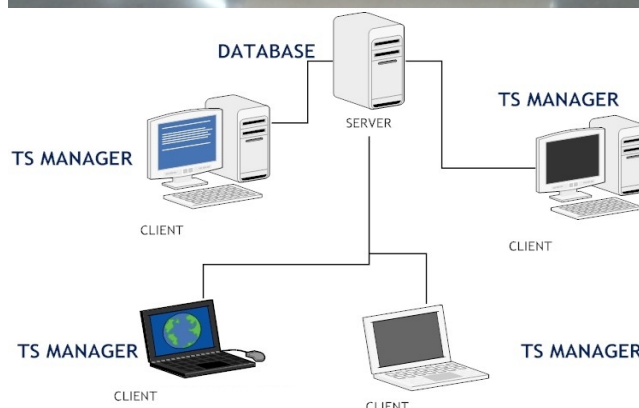 DATABASE
SERVER
TS MANAGER
TS MANAGER
CLIENT
CLIENT
TS MANAGER
TS MANAGER
CLIENT
CLIENT